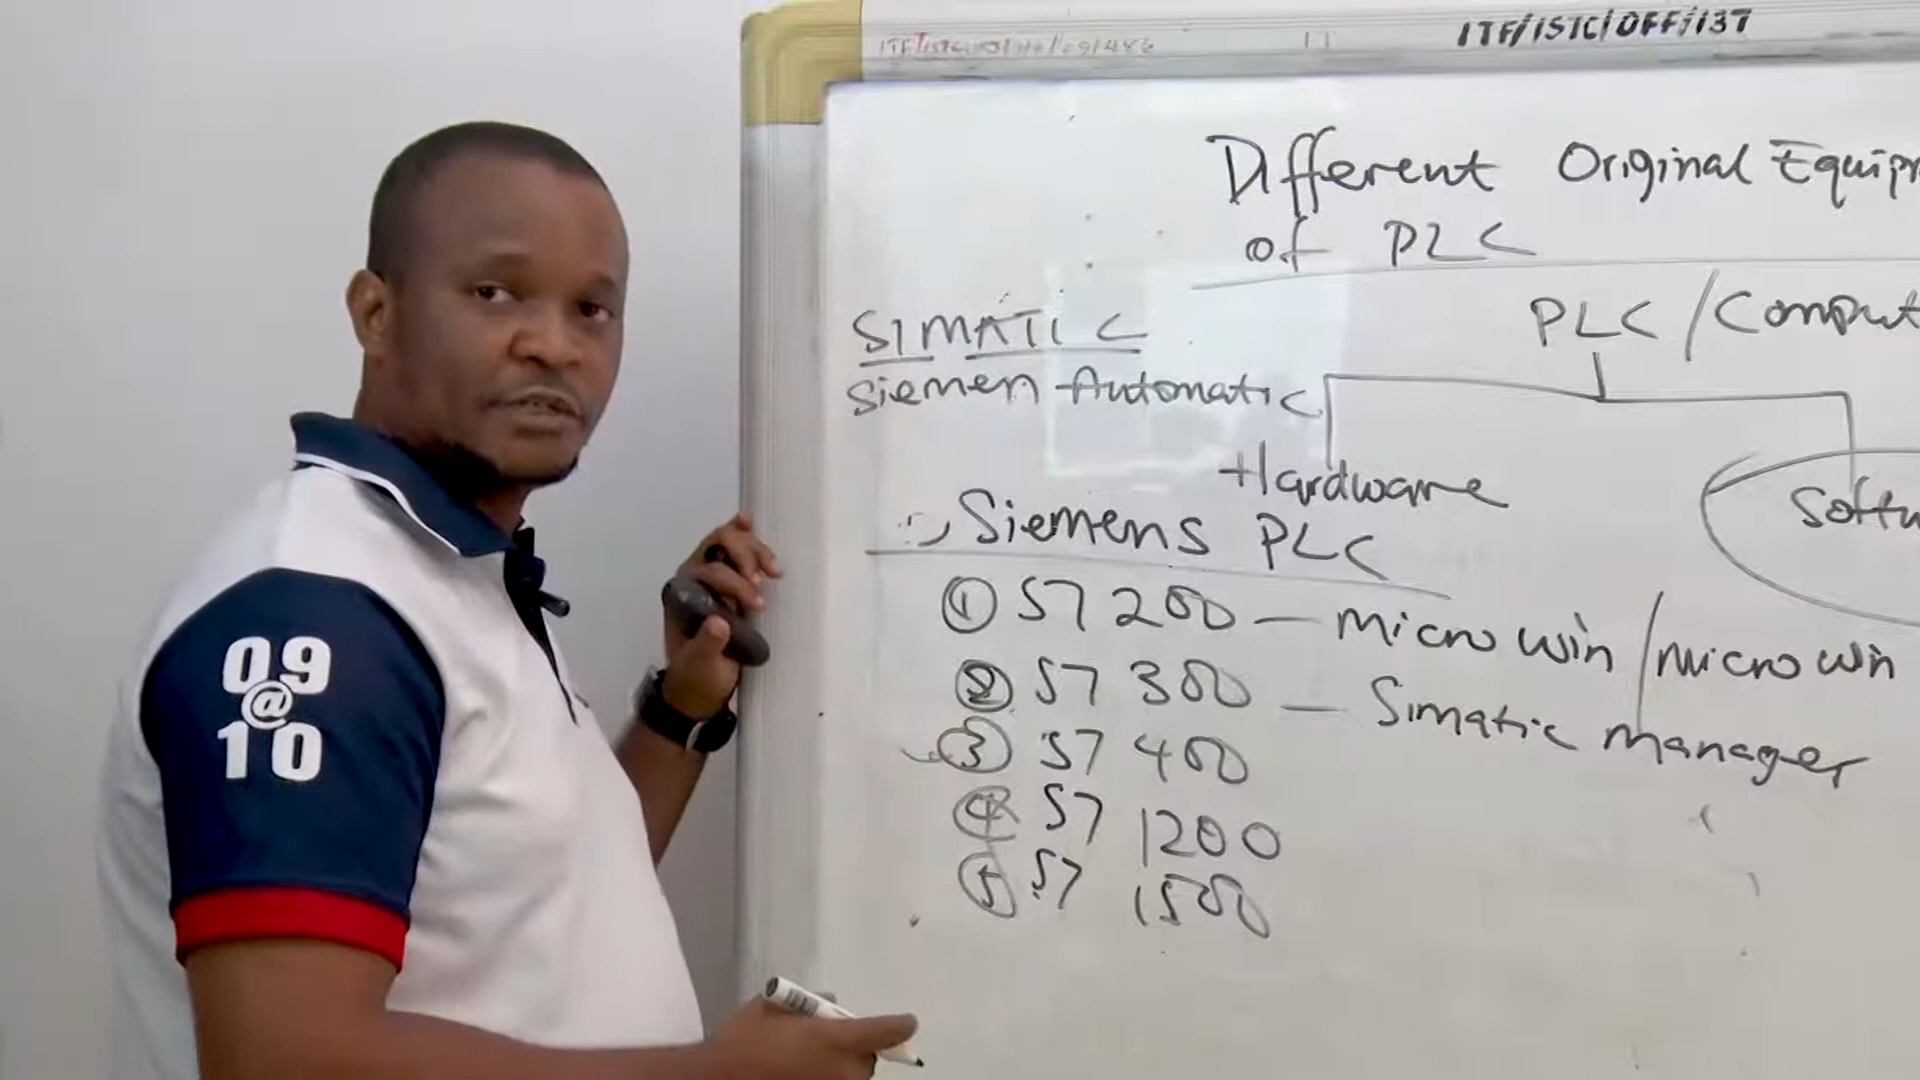 ITF/ISTC/OFF/137
Different Original Equipm
of PLC
PLC / Comput
SIMATIC
Siemen Automatic
Hardware
Softw
Siemens PLC
① S7 200 — micro win / micro win
② S7 300 — Simatic manager
③ S7 400
④ S7 1200
⑤ S7 1500
09
@
10